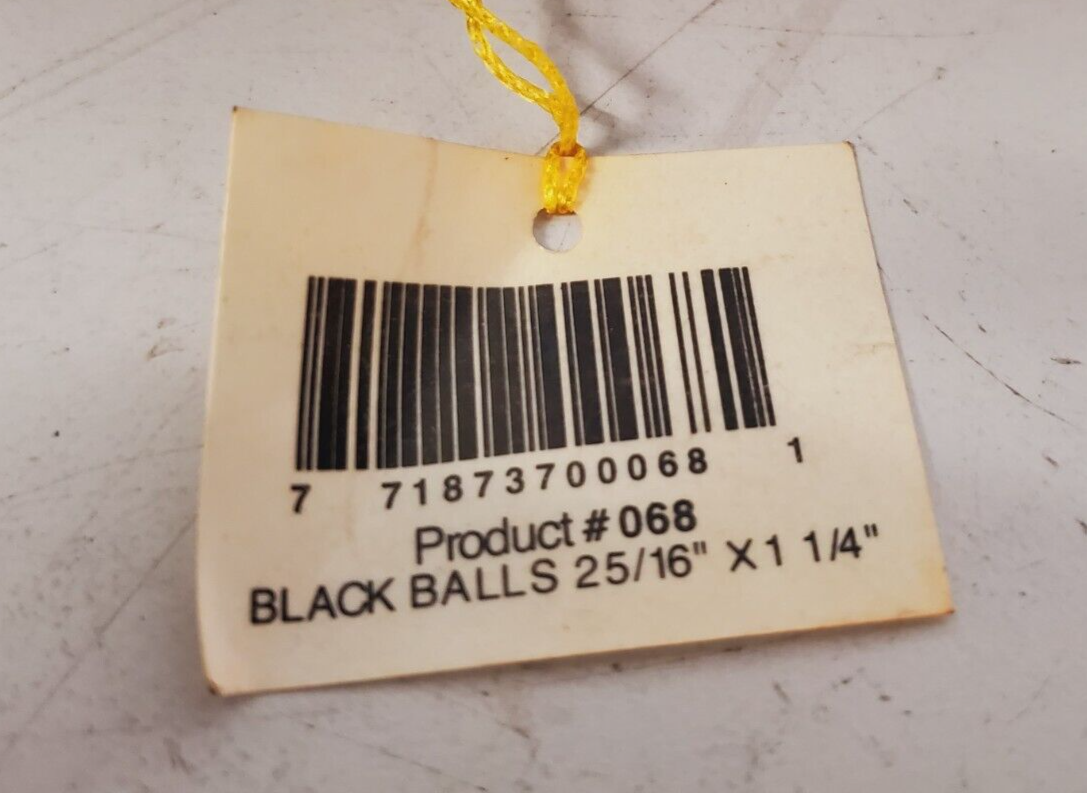 7 71873700068 1
Product # 068
BLACK BALLS 25/16" X 1 1/4"